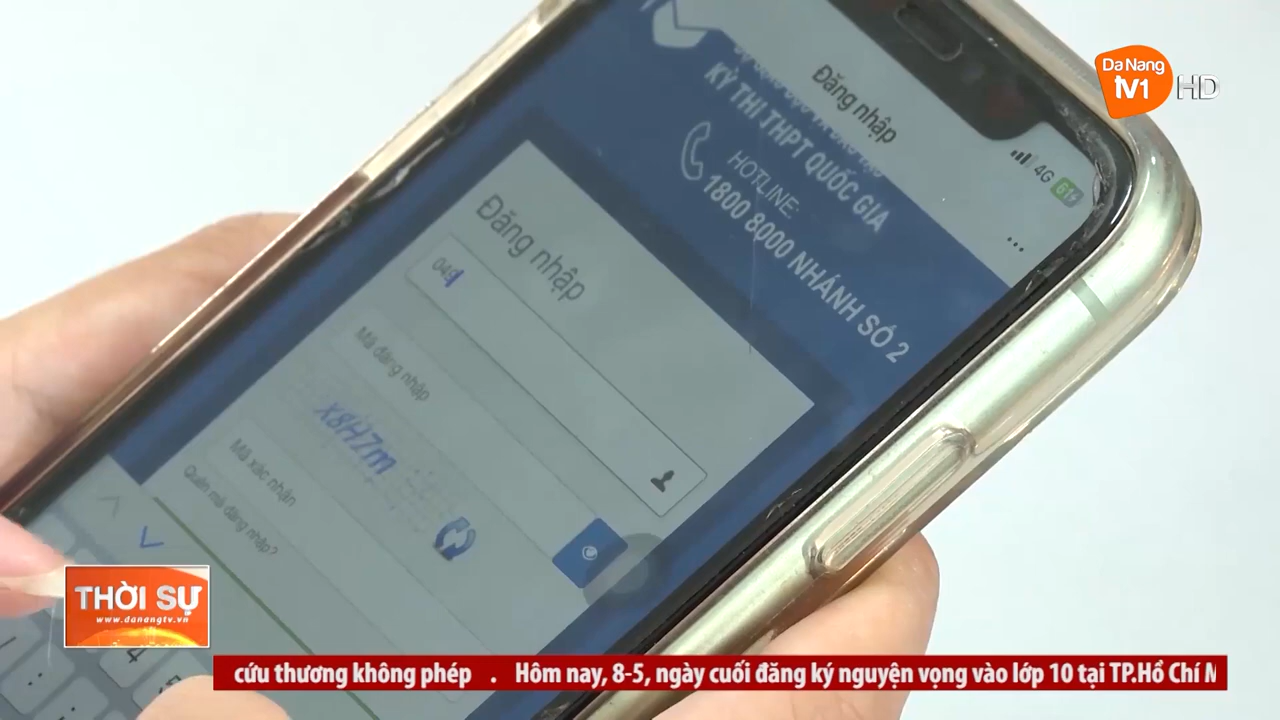 Da Nang
TV1
HD
4G
61
Đăng nhập
...
KỲ THI THPT QUỐC GIA
HOTLINE:
1800 8000 NHÁNH SỐ 2
Đăng nhập
Mã đăng nhập
x8H7m
Mã xác nhận
Quên mã đăng nhập?
THỜI SỰ
www.danangtv.vn
4
cứu thương không phép . Hôm nay, 8-5, ngày cuối đăng ký nguyện vọng vào lớp 10 tại TP.Hồ Chí